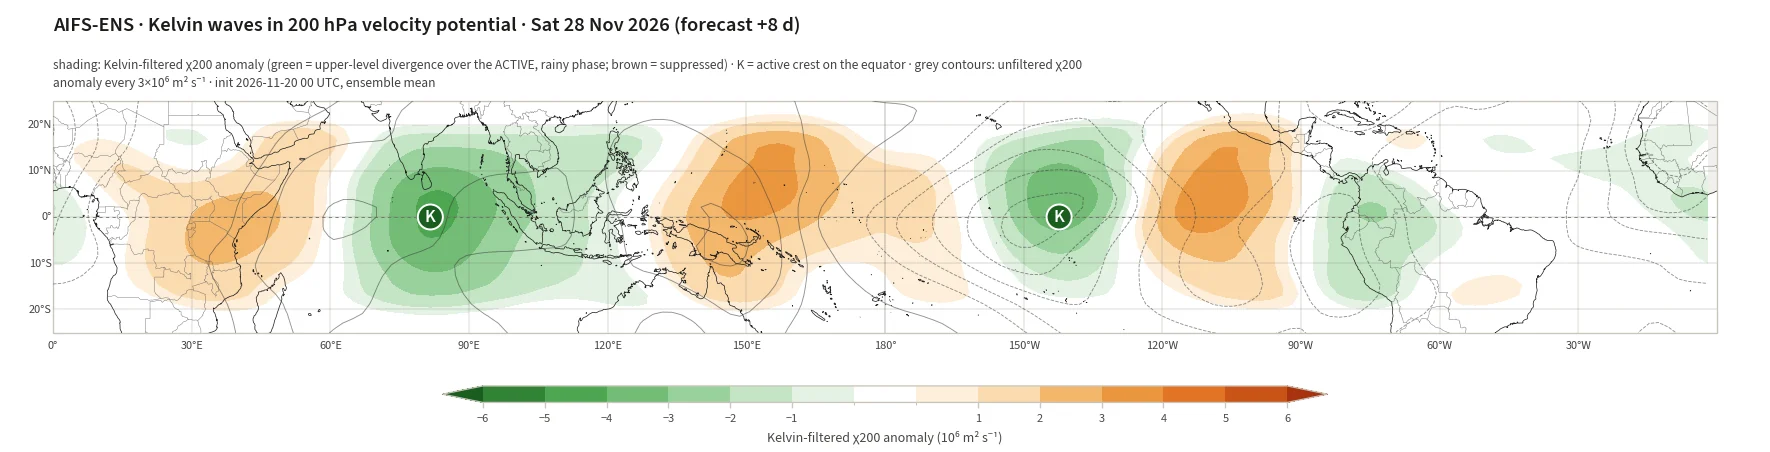 AIFS-ENS · Kelvin waves in 200 hPa velocity potential · Sat 28 Nov 2026 (forecast +8 d)
shading: Kelvin-filtered χ200 anomaly (green = upper-level divergence over the ACTIVE, rainy phase; brown = suppressed) · K = active crest on the equator · grey contours: unfiltered χ200
anomaly every 3×10⁶ m² s⁻¹ · init 2026-11-20 00 UTC, ensemble mean
20°N
10°N
0°
10°S
20°S
K K
0° 30°E 60°E 90°E 120°E 150°E 180° 150°W 120°W 90°W 60°W 30°W
−6 −5 −4 −3 −2 −1 1 2 3 4 5 6
Kelvin-filtered χ200 anomaly (10⁶ m² s⁻¹)